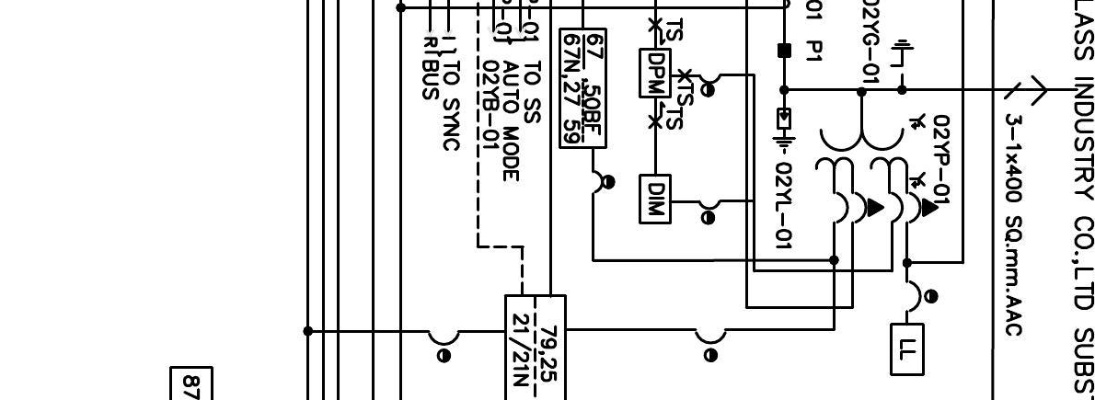 LASS INDUSTRY CO.,LTD SUBST
3-1x400 SQ.mm.AAC
02YP-01
02YG-01
01 P1
02YL-01
TS
DPM
TS
TS
DIM
67 ,50BF
67N,27 59
P-01 TO SS
P-01 AUTO MODE
02YB-01
I TO SYNC
R BUS
79,25
21/21N
LL
87